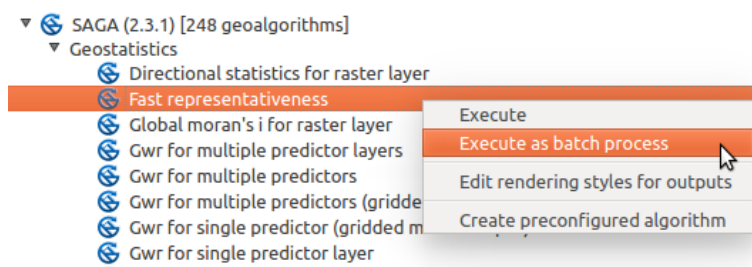 SAGA (2.3.1) [248 geoalgorithms]
Geostatistics
Directional statistics for raster layer
Fast representativeness
Global moran's i for raster layer
Gwr for multiple predictor layers
Gwr for multiple predictors
Gwr for multiple predictors (gridde
Gwr for single predictor (gridded m
Gwr for single predictor layer
Execute
Execute as batch process
Edit rendering styles for outputs
Create preconfigured algorithm